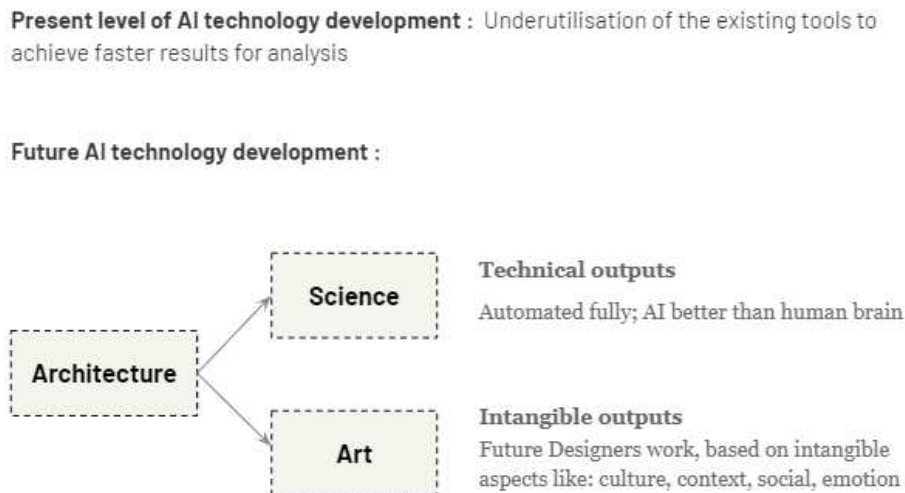 Present level of AI technology development : Underutilisation of the existing tools to
achieve faster results for analysis
Future AI technology development :
Architecture
Science
Technical outputs
Automated fully; AI better than human brain
Art
Intangible outputs
Future Designers work, based on intangible
aspects like: culture, context, social, emotion